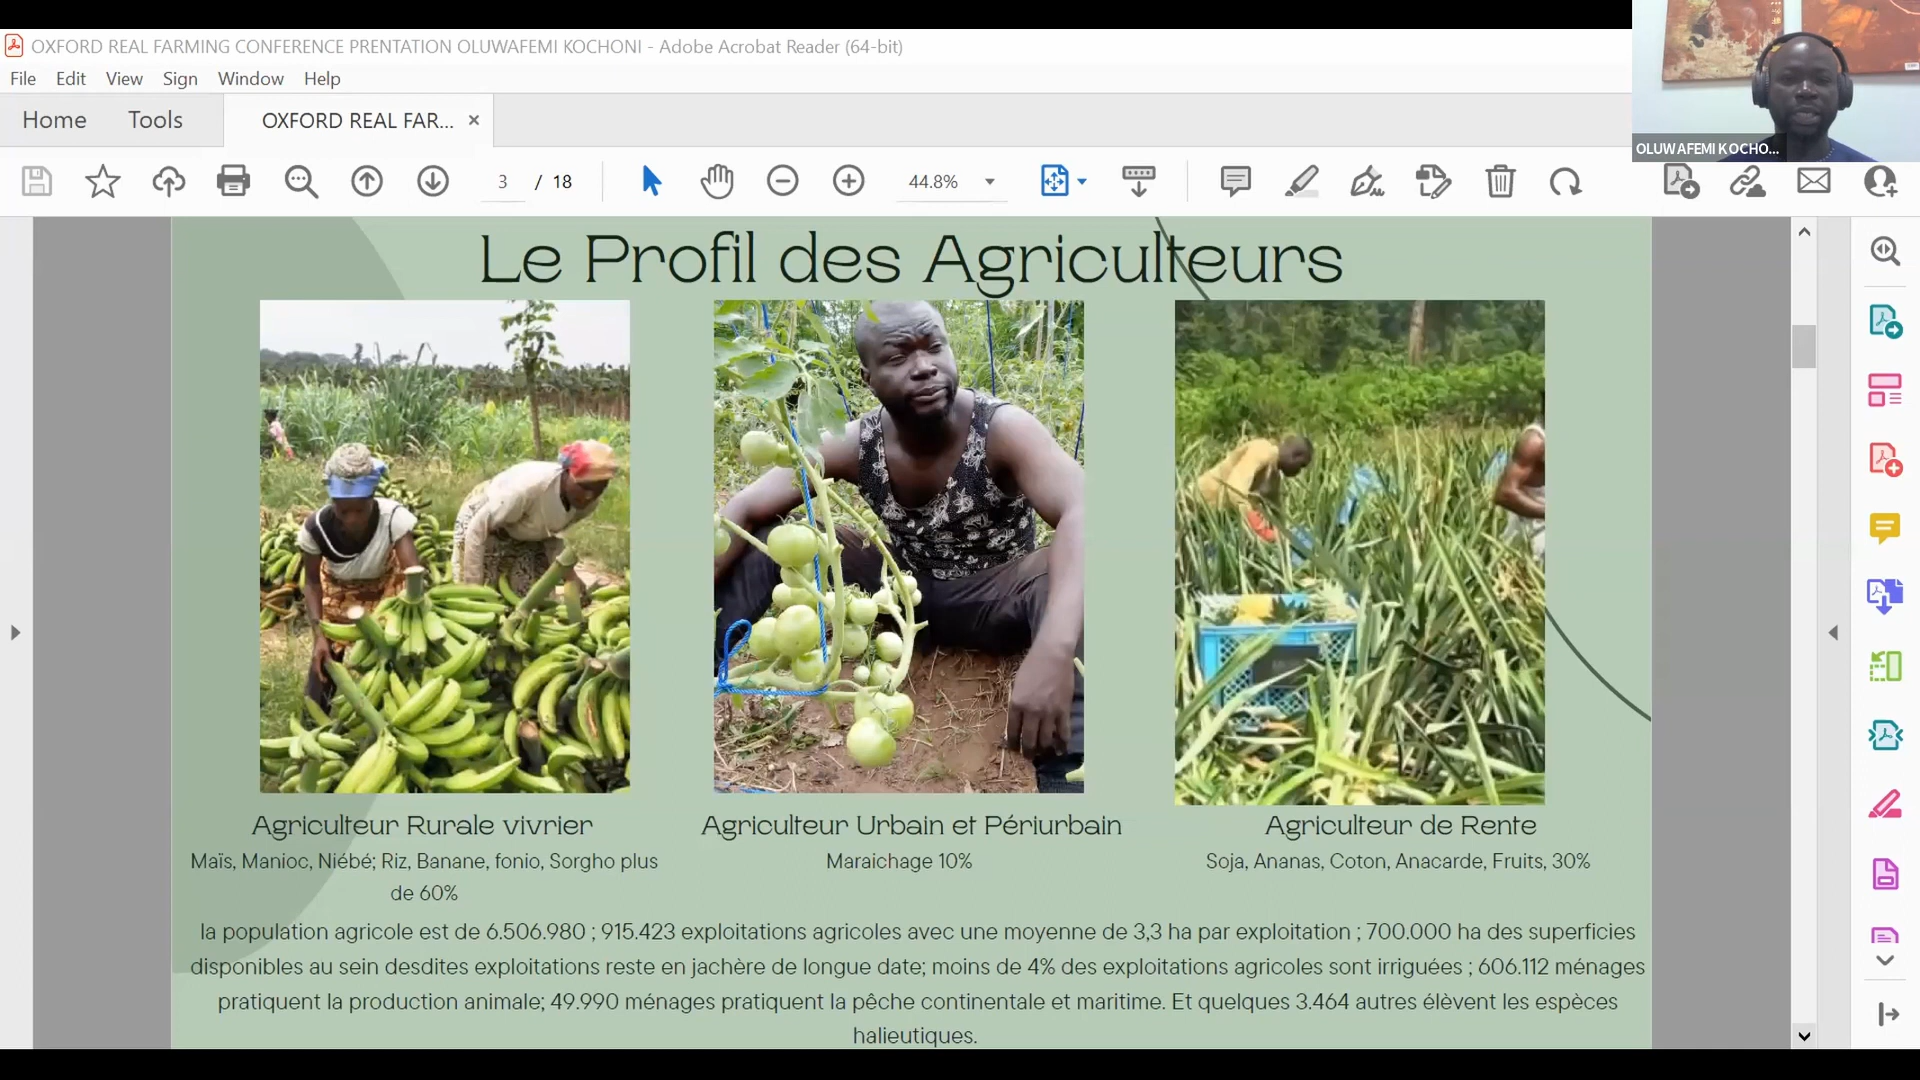 OXFORD REAL FARMING CONFERENCE PRENTATION OLUWAFEMI KOCHONI - Adobe Acrobat Reader (64-bit)
File Edit View Sign Window Help
Home Tools OXFORD REAL FAR... ×
3 / 18 44.8%
OLUWAFEMI KOCHO...
Le Profil des Agriculteurs
Agriculteur Rurale vivrier
Maïs, Manioc, Niébé; Riz, Banane, fonio, Sorgho plus
de 60%
Agriculteur Urbain et Périurbain
Maraichage 10%
Agriculteur de Rente
Soja, Ananas, Coton, Anacarde, Fruits, 30%
la population agricole est de 6.506.980 ; 915.423 exploitations agricoles avec une moyenne de 3,3 ha par exploitation ; 700.000 ha des superficies
disponibles au sein desdites exploitations reste en jachère de longue date; moins de 4% des exploitations agricoles sont irriguées ; 606.112 ménages
pratiquent la production animale; 49.990 ménages pratiquent la pêche continentale et maritime. Et quelques 3.464 autres élèvent les espèces
halieutiques.